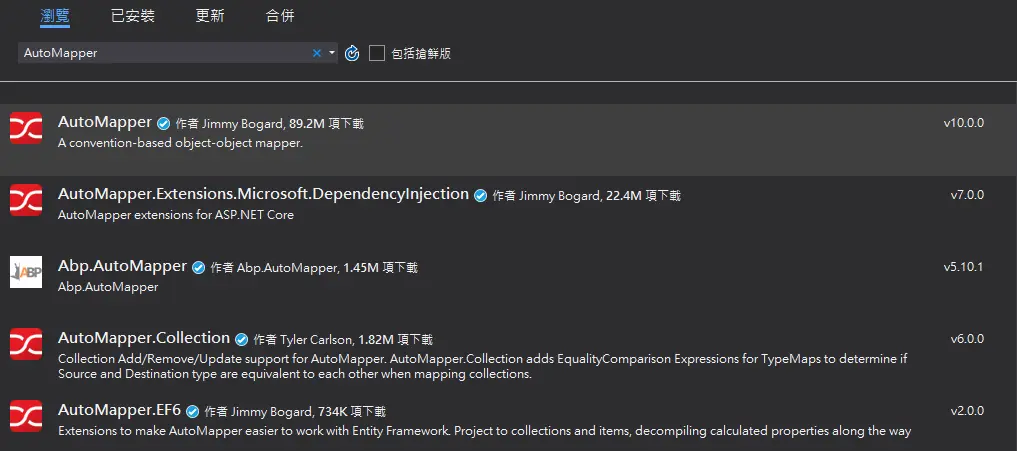 瀏覽 已安裝 更新 合併
AutoMapper
包括搶鮮版
AutoMapper 作者 Jimmy Bogard, 89.2M 項下載 v10.0.0
A convention-based object-object mapper.
AutoMapper.Extensions.Microsoft.DependencyInjection 作者 Jimmy Bogard, 22.4M 項下載 v7.0.0
AutoMapper extensions for ASP.NET Core
ABP
Abp.AutoMapper 作者 Abp.AutoMapper, 1.45M 項下載 v5.10.1
Abp.AutoMapper
AutoMapper.Collection 作者 Tyler Carlson, 1.82M 項下載 v6.0.0
Collection Add/Remove/Update support for AutoMapper. AutoMapper.Collection adds EqualityComparison Expressions for TypeMaps to determine if
Source and Destination type are equivalent to each other when mapping collections.
AutoMapper.EF6 作者 Jimmy Bogard, 734K 項下載 v2.0.0
Extensions to make AutoMapper easier to work with Entity Framework. Project to collections and items, decompiling calculated properties along the way